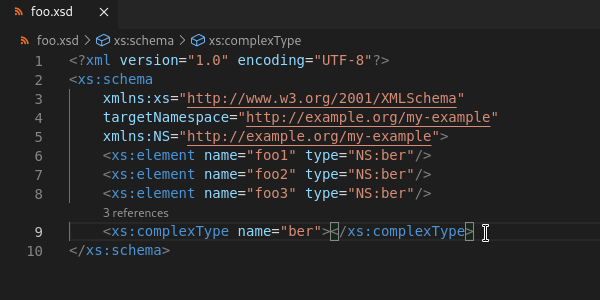 foo.xsd
foo.xsd > xs:schema > xs:complexType
1 <?xml version="1.0" encoding="UTF-8"?>
2 <xs:schema
3 xmlns:xs="http://www.w3.org/2001/XMLSchema"
4 targetNamespace="http://example.org/my-example"
5 xmlns:NS="http://example.org/my-example">
6 <xs:element name="foo1" type="NS:ber"/>
7 <xs:element name="foo2" type="NS:ber"/>
8 <xs:element name="foo3" type="NS:ber"/>
3 references
9 <xs:complexType name="ber"></xs:complexType>
10 </xs:schema>